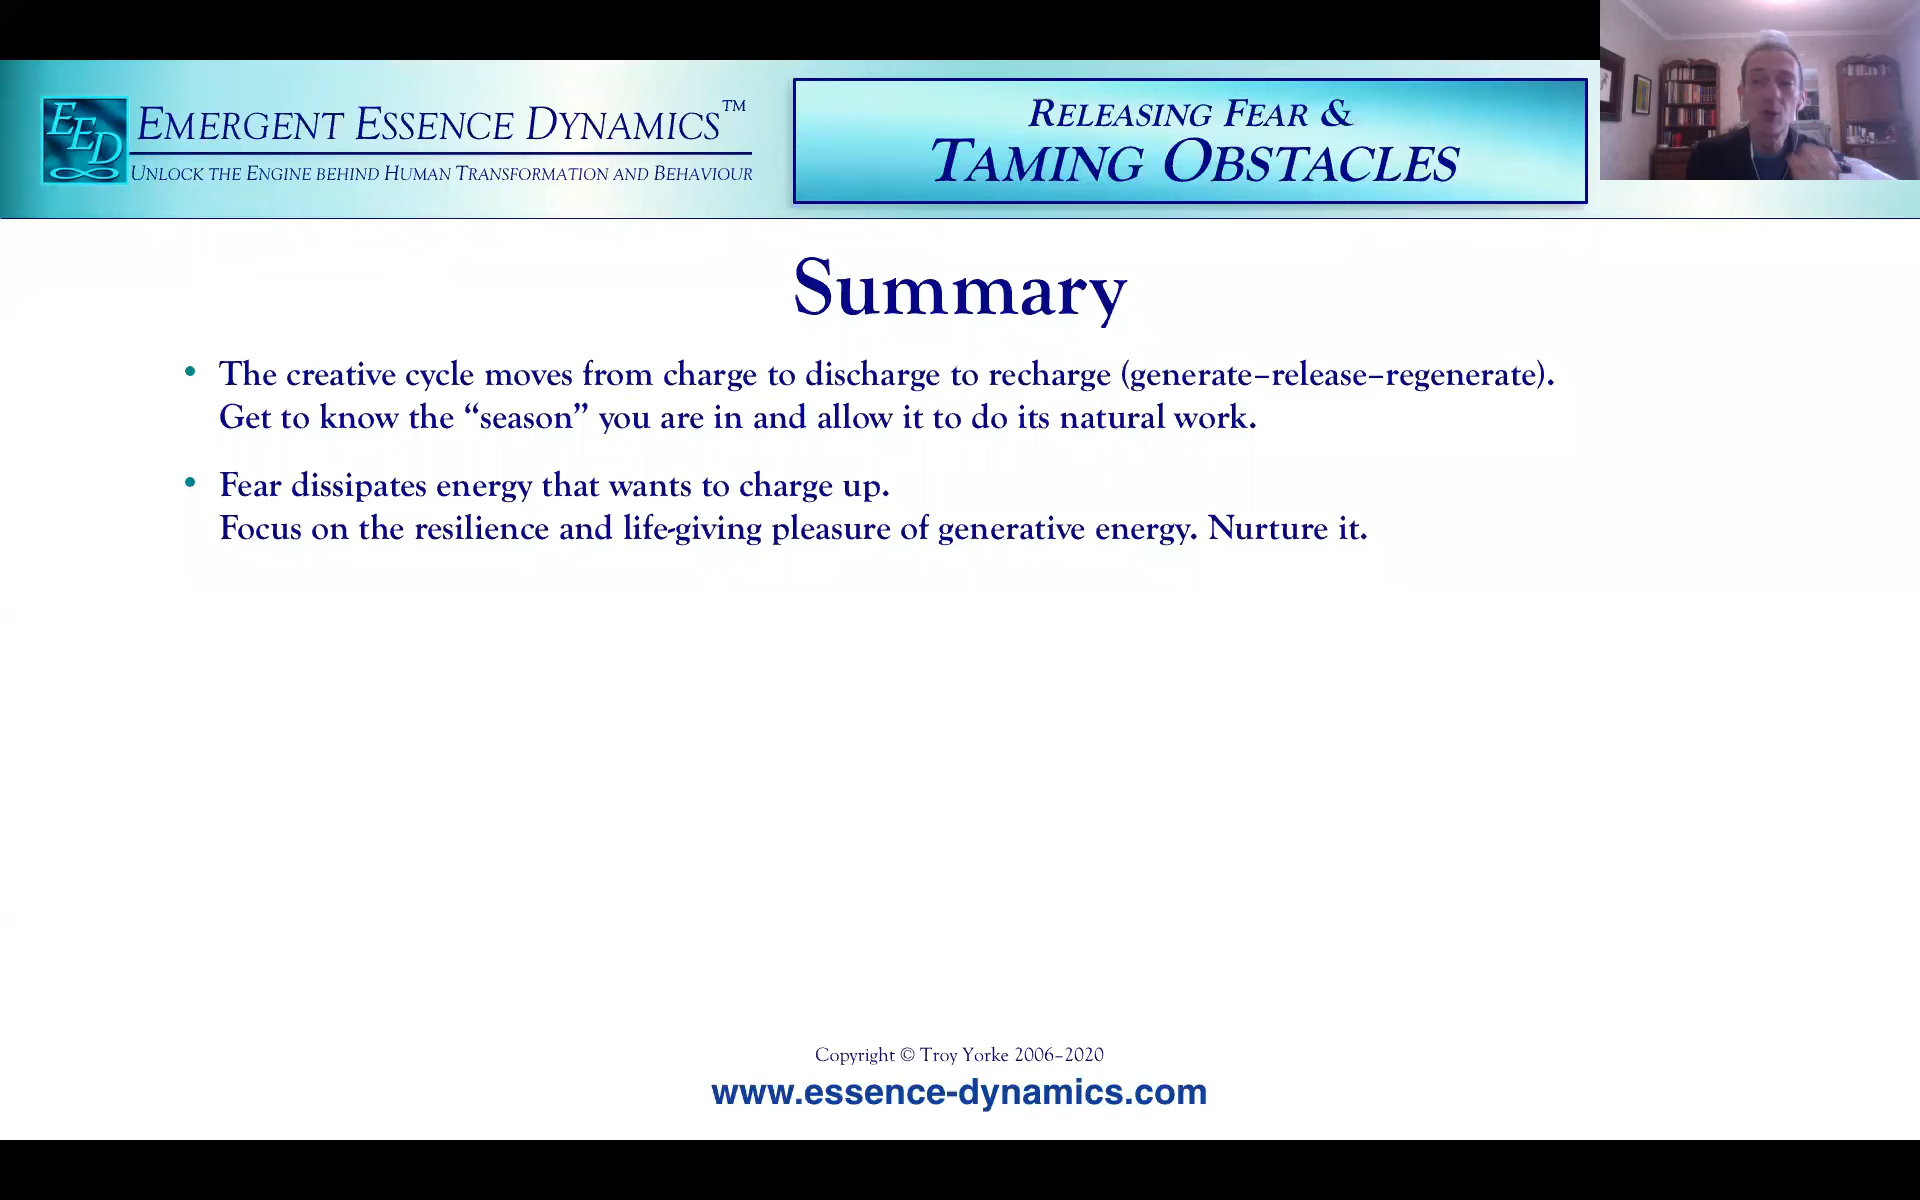 EED
EMERGENT ESSENCE DYNAMICS™
UNLOCK THE ENGINE BEHIND HUMAN TRANSFORMATION AND BEHAVIOUR
RELEASING FEAR &
TAMING OBSTACLES
Summary
• The creative cycle moves from charge to discharge to recharge (generate–release–regenerate).
Get to know the “season” you are in and allow it to do its natural work.
• Fear dissipates energy that wants to charge up.
Focus on the resilience and life-giving pleasure of generative energy. Nurture it.
Copyright © Troy Yorke 2006–2020
www.essence-dynamics.com